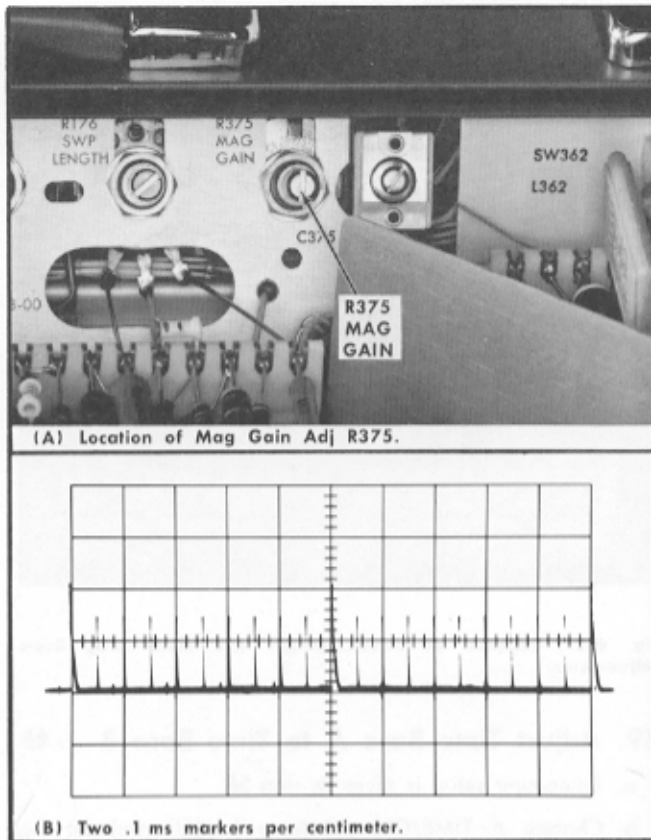 R176
SWP
LENGTH
R375
MAG
GAIN
SW362
L362
C375
-00
R375
MAG
GAIN
(A) Location of Mag Gain Adj R375.
(B) Two .1 ms markers per centimeter.